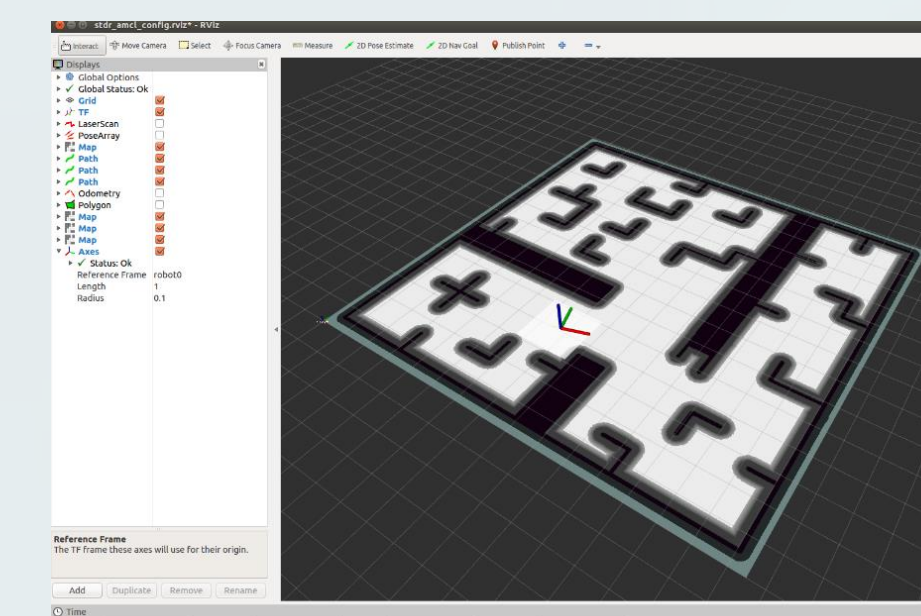 stdr_amcl_config.rviz* - RViz
Interact Move Camera Select Focus Camera Measure 2D Pose Estimate 2D Nav Goal Publish Point
Displays
Global Options
Global Status: Ok
Grid
TF
LaserScan
PoseArray
Map
Path
Path
Path
Odometry
Polygon
Map
Map
Map
Axes
Status: Ok
Reference Frame robot0
Length 1
Radius 0.1
Reference Frame
The TF frame these axes will use for their origin.
Add Duplicate Remove Rename
Time